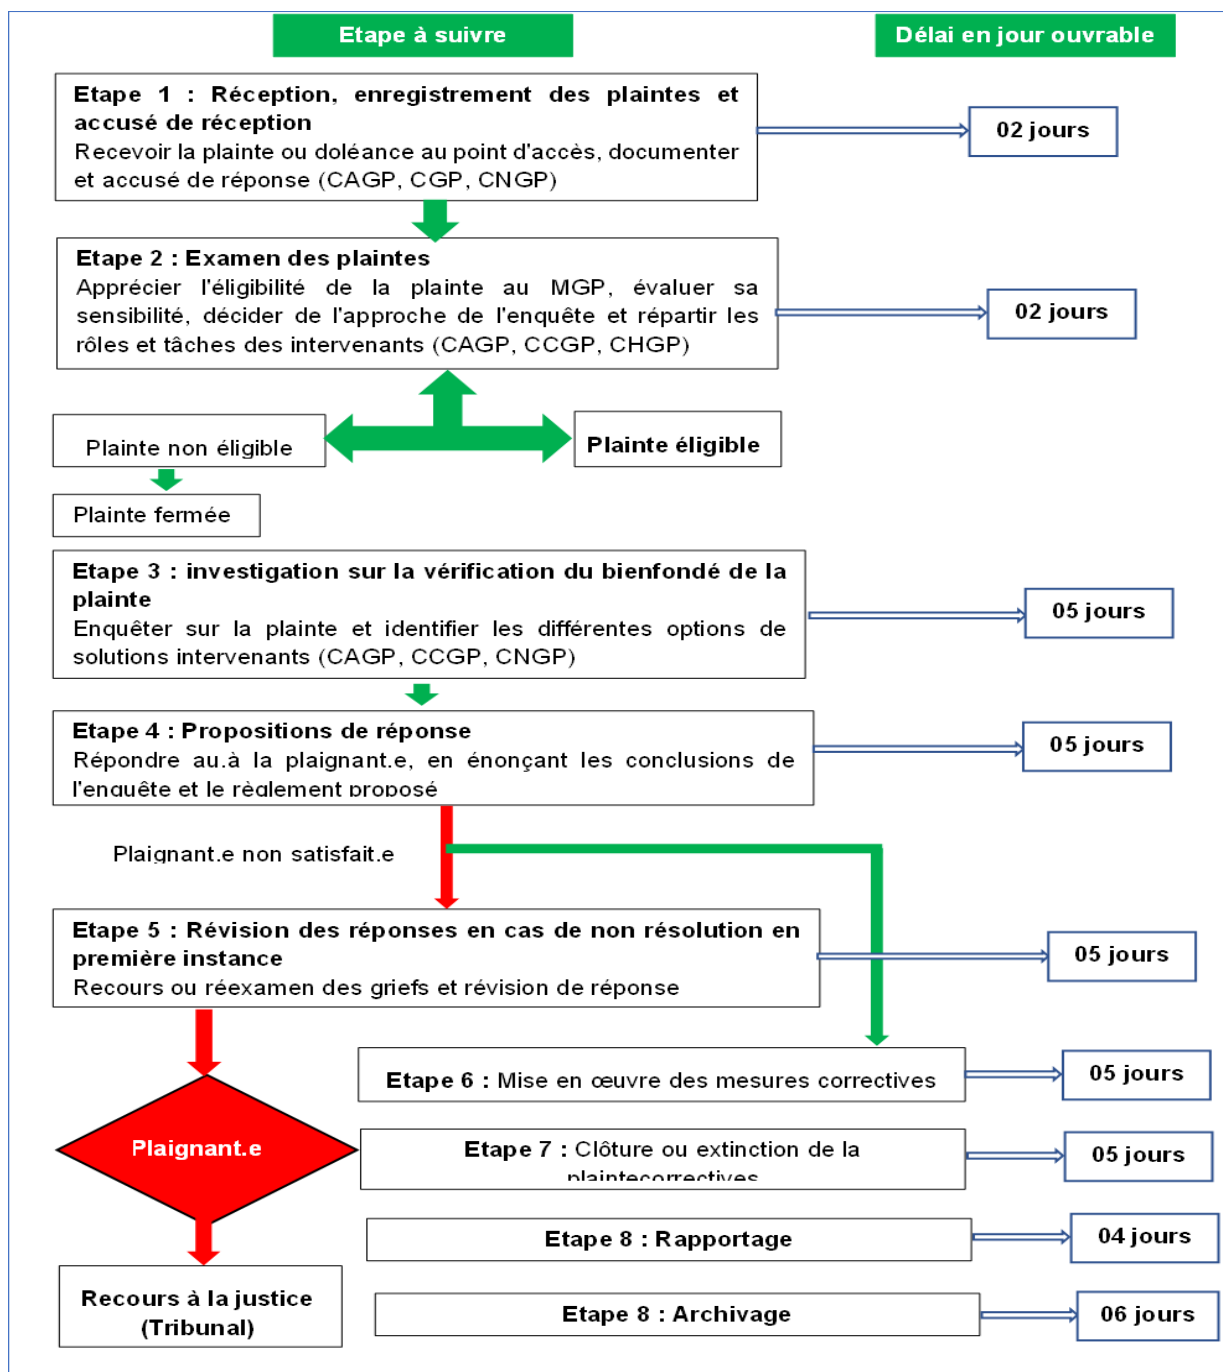 Etape à suivre
Délai en jour ouvrable
Etape 1 : Réception, enregistrement des plaintes et
accusé de réception
Recevoir la plainte ou doléance au point d'accès, documenter
et accusé de réponse (CAGP, CGP, CNGP)
02 jours
Etape 2 : Examen des plaintes
Apprécier l'éligibilité de la plainte au MGP, évaluer sa
sensibilité, décider de l'approche de l'enquête et répartir les
rôles et tâches des intervenants (CAGP, CCGP, CHGP)
02 jours
Plainte non éligible
Plainte éligible
Plainte fermée
Etape 3 : investigation sur la vérification du bienfondé de la
plainte
Enquêter sur la plainte et identifier les différentes options de
solutions intervenants (CAGP, CCGP, CNGP)
05 jours
Etape 4 : Propositions de réponse
Répondre au.à la plaignant.e, en énonçant les conclusions de
l'enquête et le règlement proposé
05 jours
Plaignant.e non satisfait.e
Etape 5 : Révision des réponses en cas de non résolution en
première instance
Recours ou réexamen des griefs et révision de réponse
05 jours
Etape 6 : Mise en œuvre des mesures correctives
05 jours
Plaignant.e
Etape 7 : Clôture ou extinction de la
plaintecorrectives
05 jours
Etape 8 : Rapportage
04 jours
Recours à la justice
(Tribunal)
Etape 8 : Archivage
06 jours